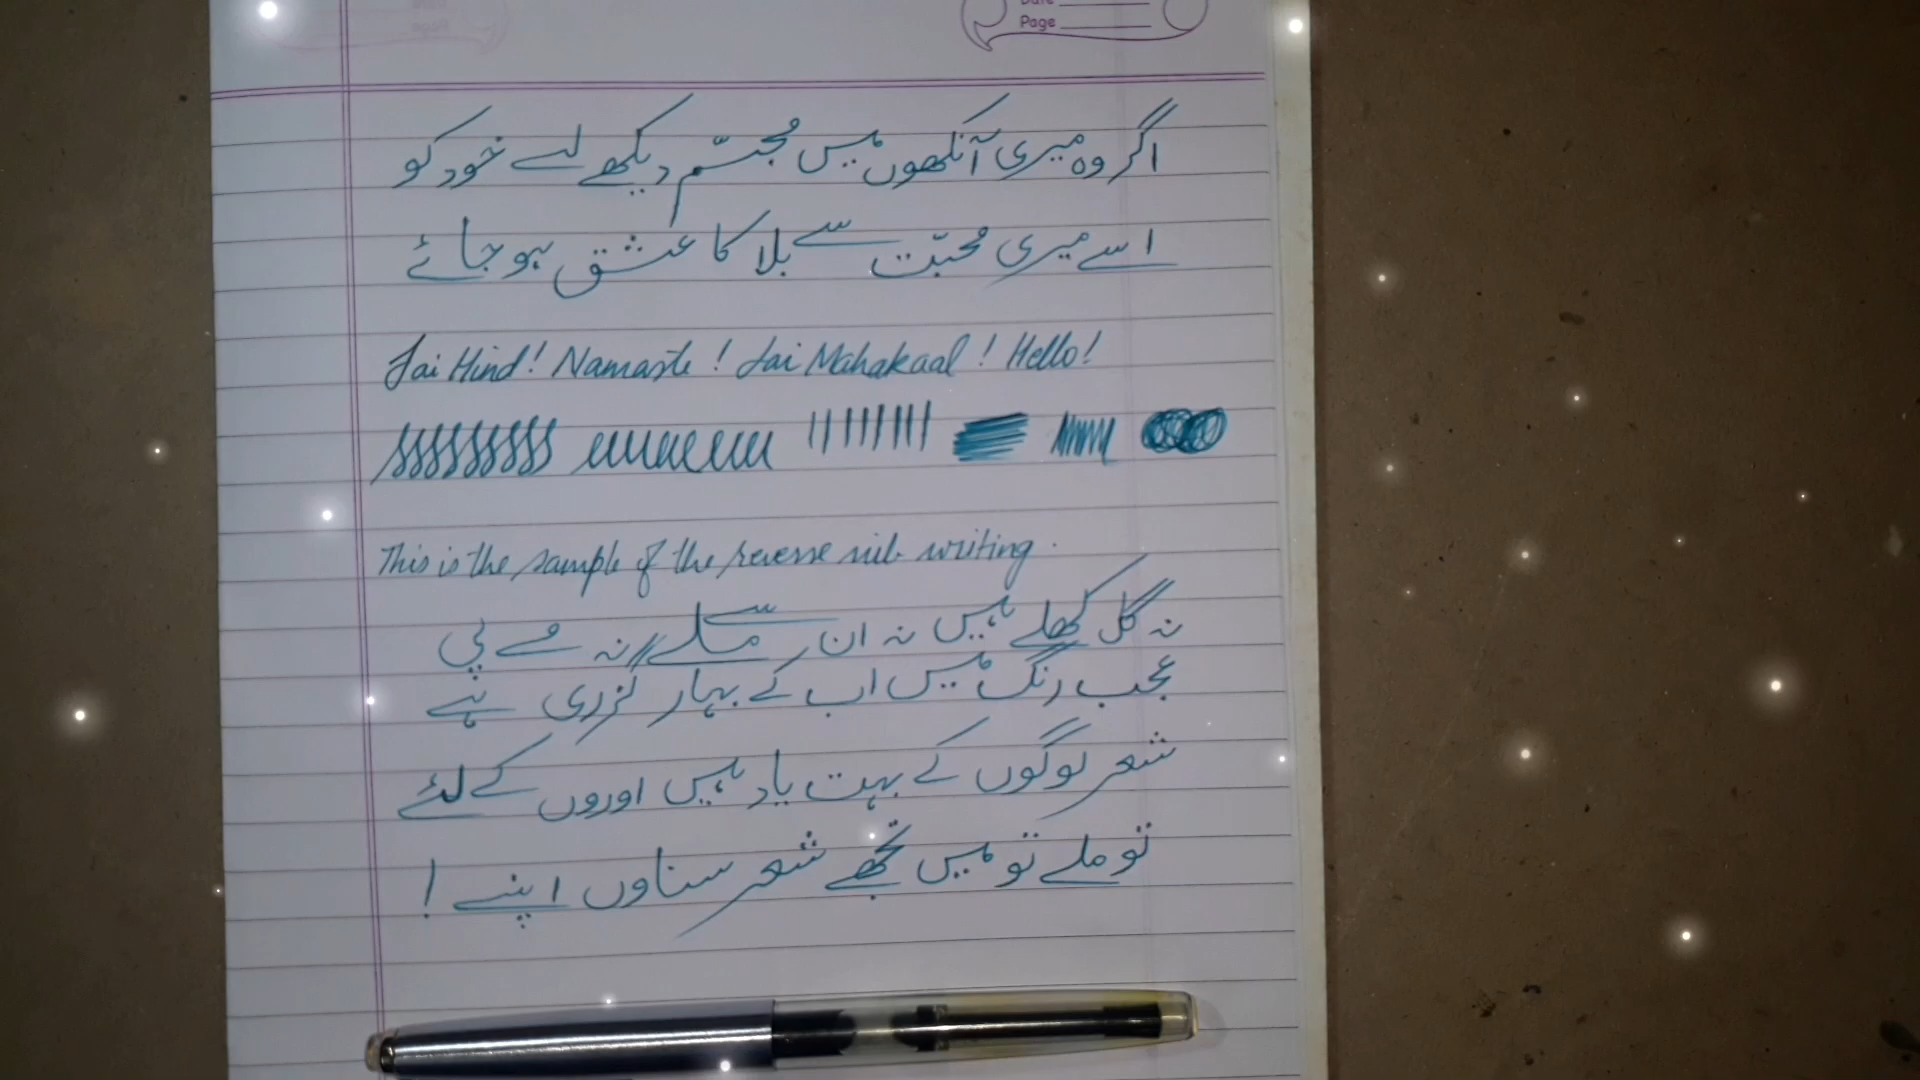 Date
Page
اگر وہ میری آنکھوں میں مجسّم دیکھ لے خود کو
اسے میری محبّت سے بلا کا عشق ہو جائے
Jai Hind! Namaste! Jai Mahakaal! Hello!
This is the sample of the reverse nib writing.
نہ گل کھلے ہیں نہ ان سے ملے نہ مے پی
عجب رنگ میں اب کے بہار گزری ہے
شعر لوگوں کے بہت یاد ہیں اوروں کے لئے
تو ملے تو میں تجھے شعر سناوں اپنے!